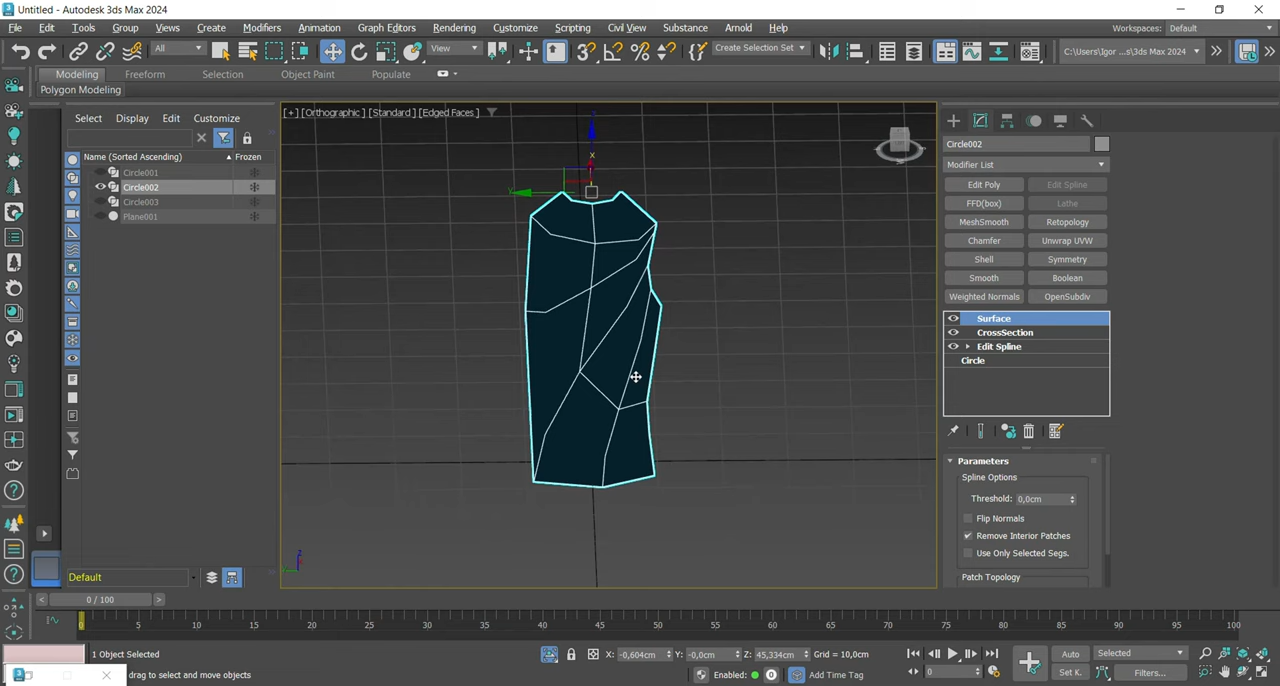 Untitled - Autodesk 3ds Max 2024
File Edit Tools Group Views Create Modifiers Animation Graph Editors Rendering Customize Scripting Civil View Substance Arnold Help Workspaces: Default
All View Create Selection Set C:\Users\Igor ...s\3ds Max 2024
Modeling Freeform Selection Object Paint Populate
Polygon Modeling
Select Display Edit Customize
[+] [Orthographic ] [Standard ] [Edged Faces ]
Name (Sorted Ascending) Frozen
Circle001
Circle002
Circle003
Plane001
z
x
y
Circle002
Modifier List
Edit Poly Edit Spline
FFD(box) Lathe
MeshSmooth Retopology
Chamfer Unwrap UVW
Shell Symmetry
Smooth Boolean
Weighted Normals OpenSubdiv
Surface
CrossSection
Edit Spline
Circle
Parameters
Spline Options
Threshold: 0,0cm
Flip Normals
Remove Interior Patches
Use Only Selected Segs.
Patch Topology
z
Default
0 / 100
0 5 10 15 20 25 30 35 40 45 50 55 60 65 70 75 80 85 90 95 100
1 Object Selected X: -0,604cm Y: -0,0cm Z: 45,334cm Grid = 10,0cm Auto Selected
drag to select and move objects Enabled: 0 Add Time Tag 0 Set K. Filters...